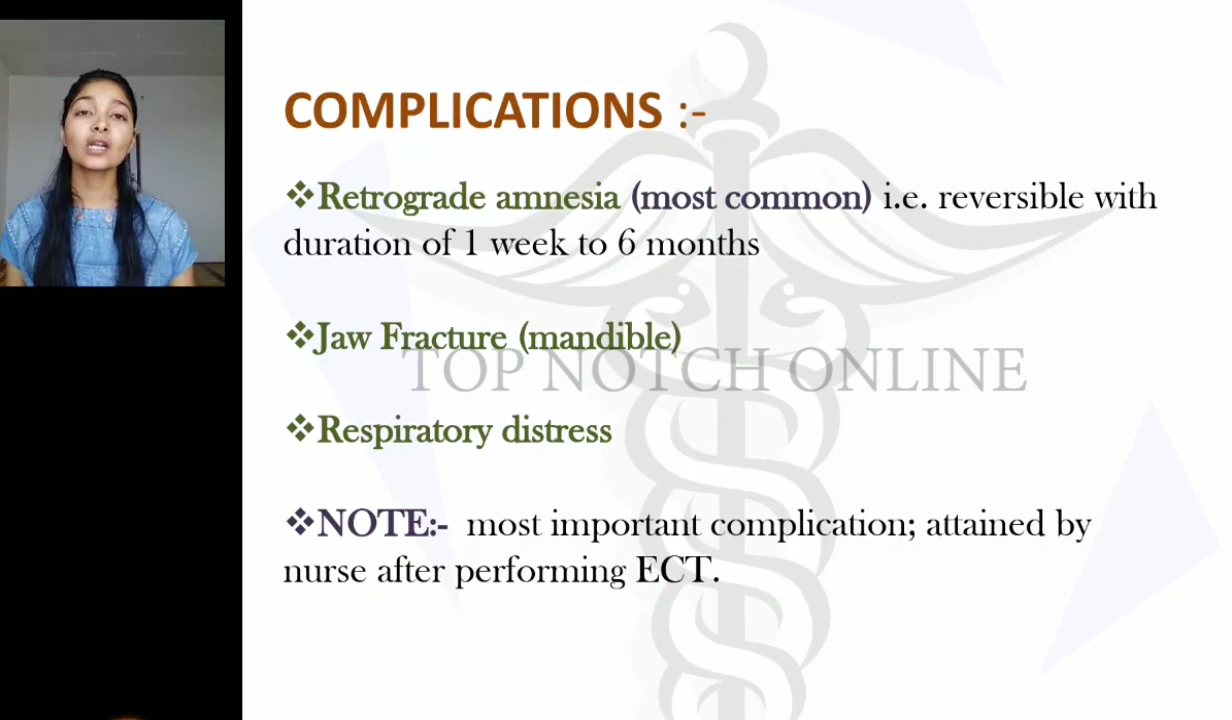 COMPLICATIONS :-
❖Retrograde amnesia (most common) i.e. reversible with
duration of 1 week to 6 months
❖Jaw Fracture (mandible)
TOP NOTCH ONLINE
❖Respiratory distress
❖NOTE:- most important complication; attained by
nurse after performing ECT.